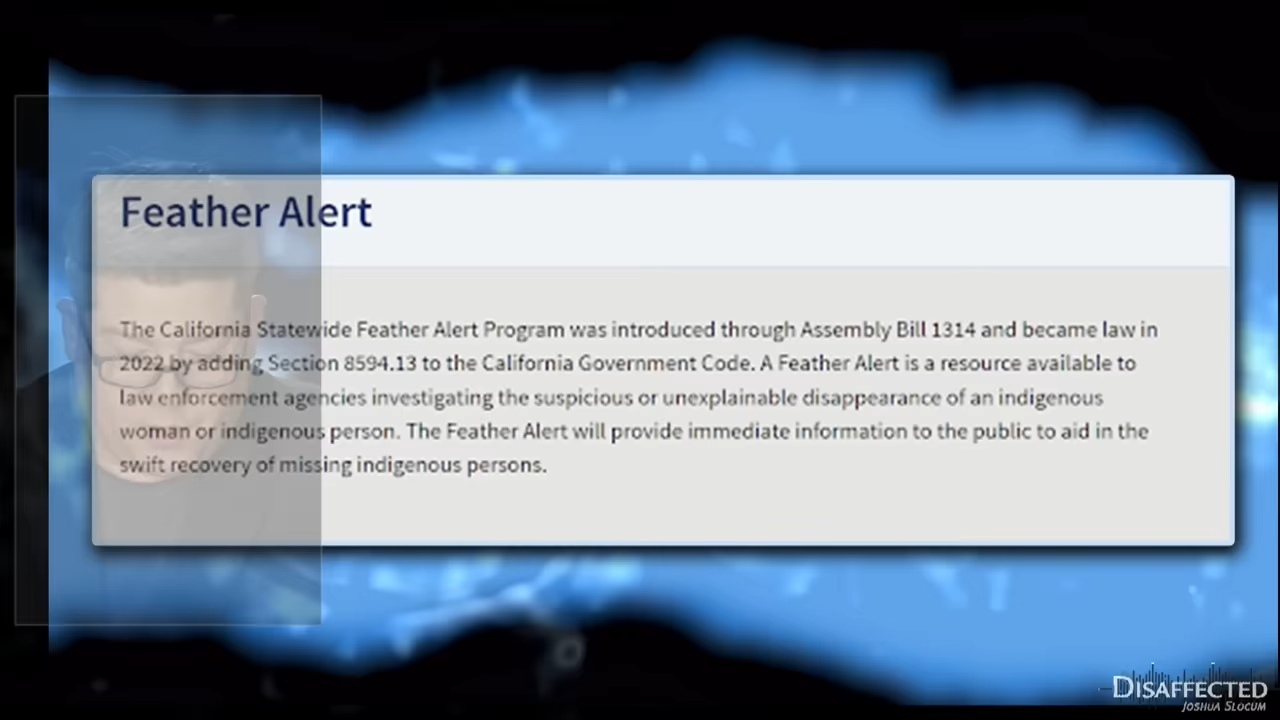 Feather Alert
The California Statewide Feather Alert Program was introduced through Assembly Bill 1314 and became law in
2022 by adding Section 8594.13 to the California Government Code. A Feather Alert is a resource available to
law enforcement agencies investigating the suspicious or unexplainable disappearance of an indigenous
woman or indigenous person. The Feather Alert will provide immediate information to the public to aid in the
swift recovery of missing indigenous persons.
DISAFFECTED
JOSHUA SLOCUM